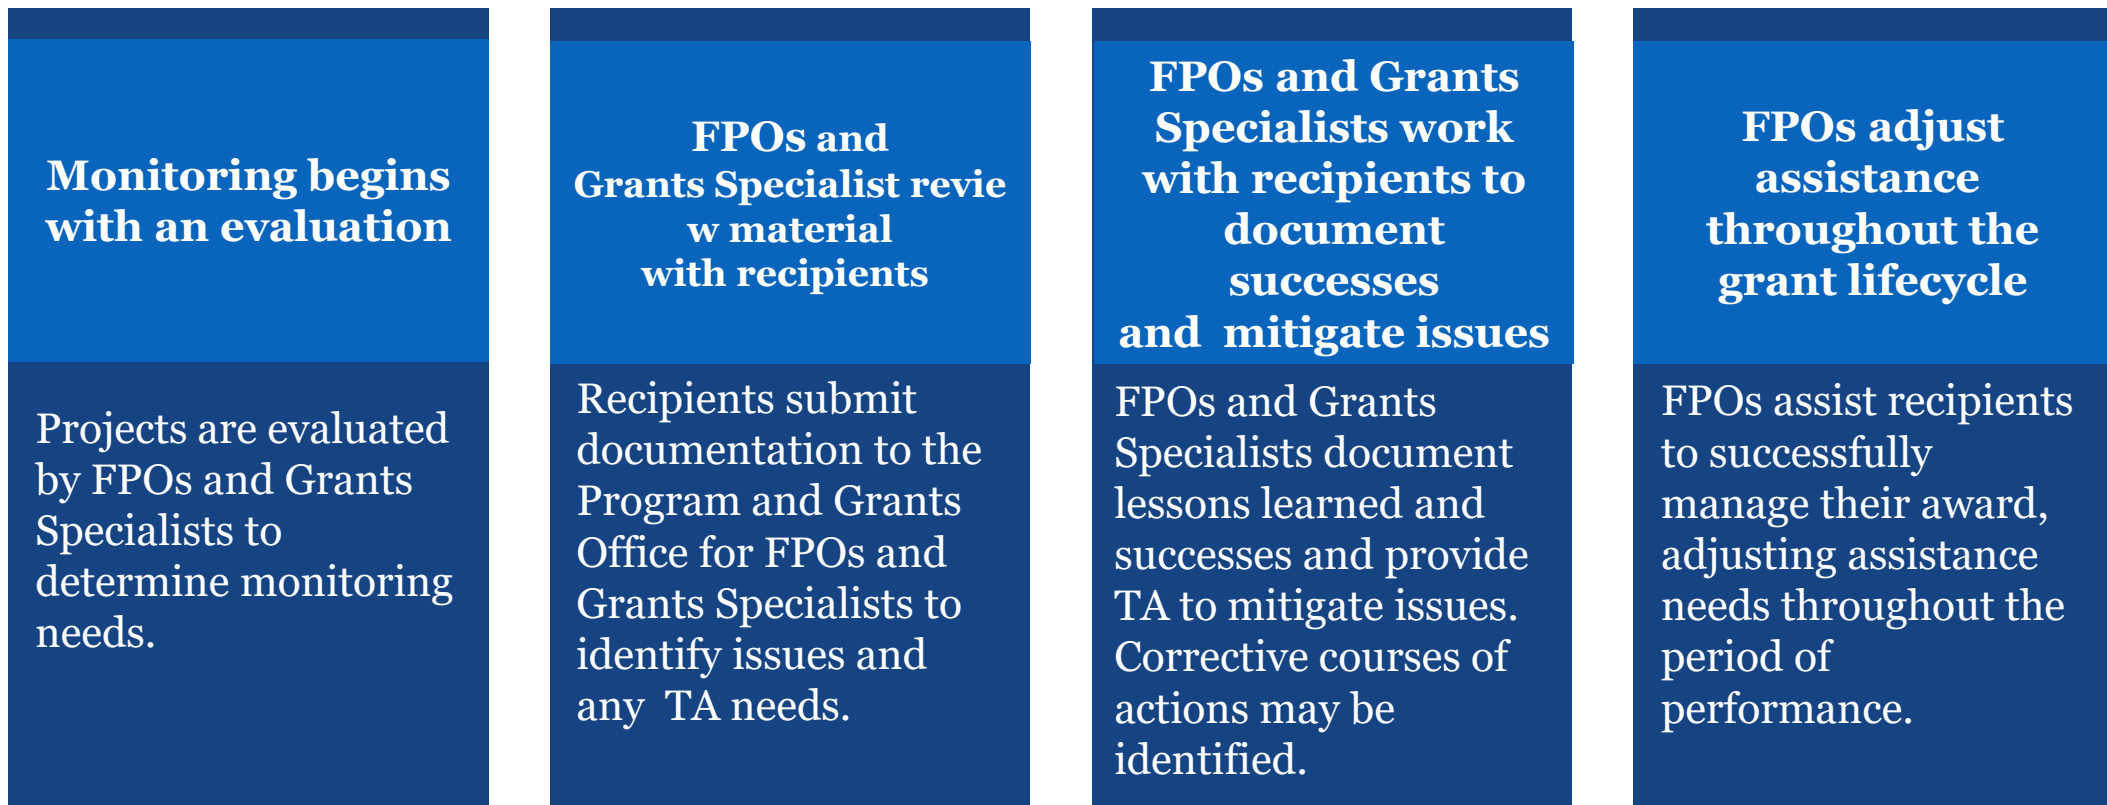 Monitoring begins
with an evaluation
Projects are evaluated
by FPOs and Grants
Specialists to
determine monitoring
needs.
FPOs and
Grants Specialist revie
w material
with recipients
Recipients submit
documentation to the
Program and Grants
Office for FPOs and
Grants Specialists to
identify issues and
any  TA needs.
FPOs and Grants
Specialists work
with recipients to
document
successes
and  mitigate issues
FPOs and Grants
Specialists document
lessons learned and
successes and provide
TA to mitigate issues.
Corrective courses of
actions may be
identified.
FPOs adjust
assistance
throughout the
grant lifecycle
FPOs assist recipients
to successfully
manage their award,
adjusting assistance
needs throughout the
period of
performance.